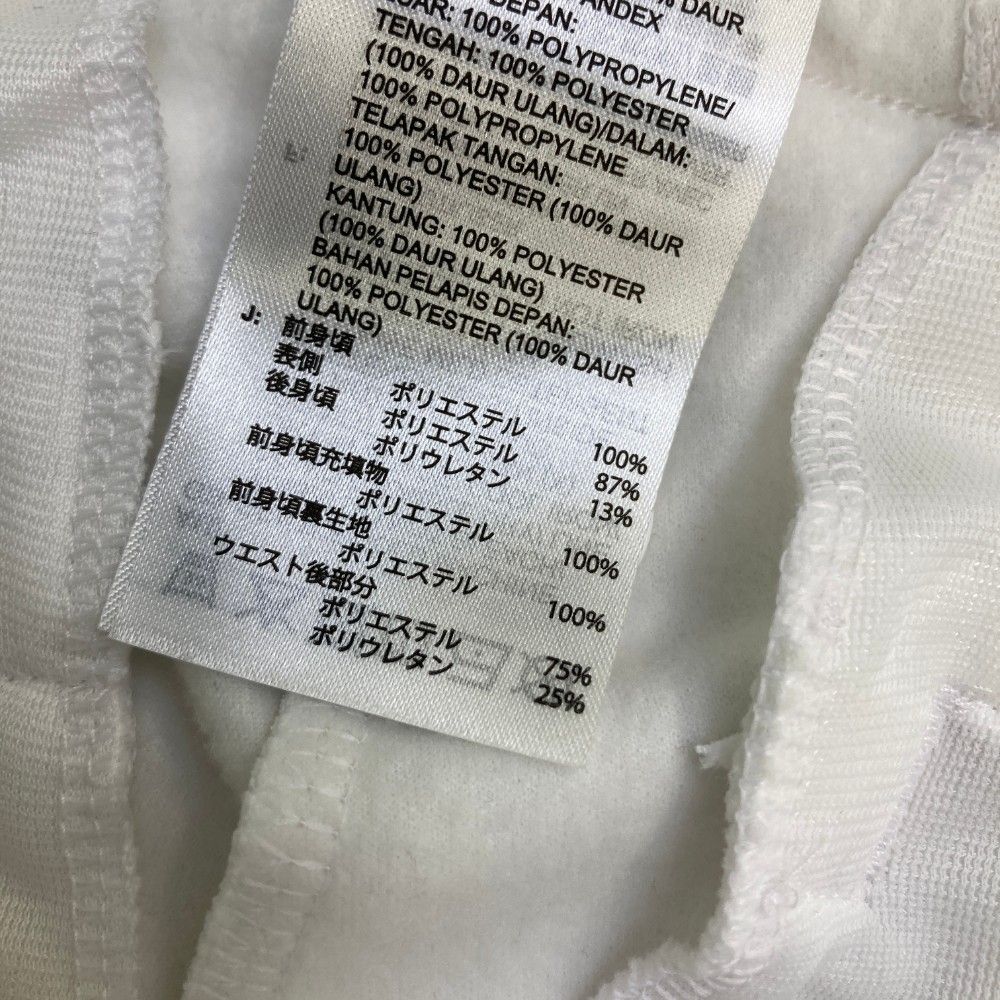 % DAUR
ANDEX
DEPAN:
100% POLYPROPYLENE/
TENGAH: 100% POLYESTER
(100% DAUR ULANG)/DALAM:
100% POLYPROPYLENE
TELAPAK TANGAN:
100% POLYESTER (100% DAUR
ULANG)
KANTUNG: 100% POLYESTER
(100% DAUR ULANG)
BAHAN PELAPIS DEPAN:
100% POLYESTER (100% DAUR
ULANG)
J: 前身頃
表側 ポリエステル 100%
後身頃 ポリエステル 87%
ポリウレタン 13%
前身頃充填物
ポリエステル 100%
前身頃裏生地
ポリエステル 100%
ウエスト後部分
ポリエステル 75%
ポリウレタン 25%